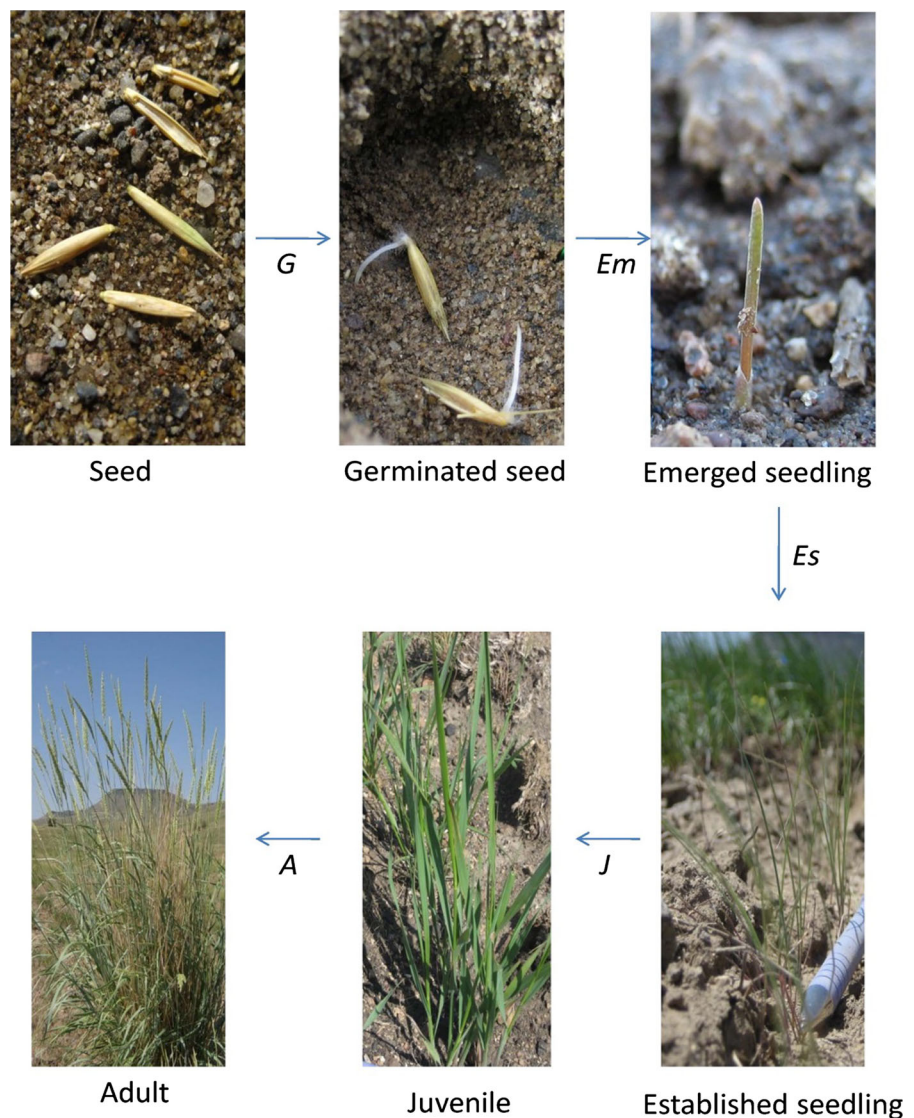 G
Em
Seed
Germinated seed
Emerged seedling
Es
A
J
Adult
Juvenile
Established seedling